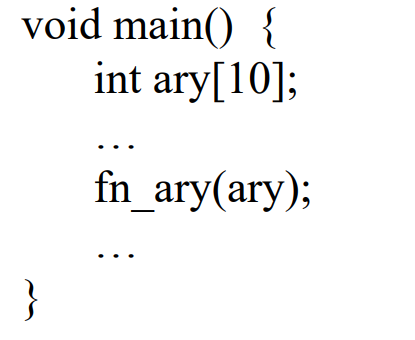 void main()  {
int ary[10];
…
fn_ary(ary);
…
}